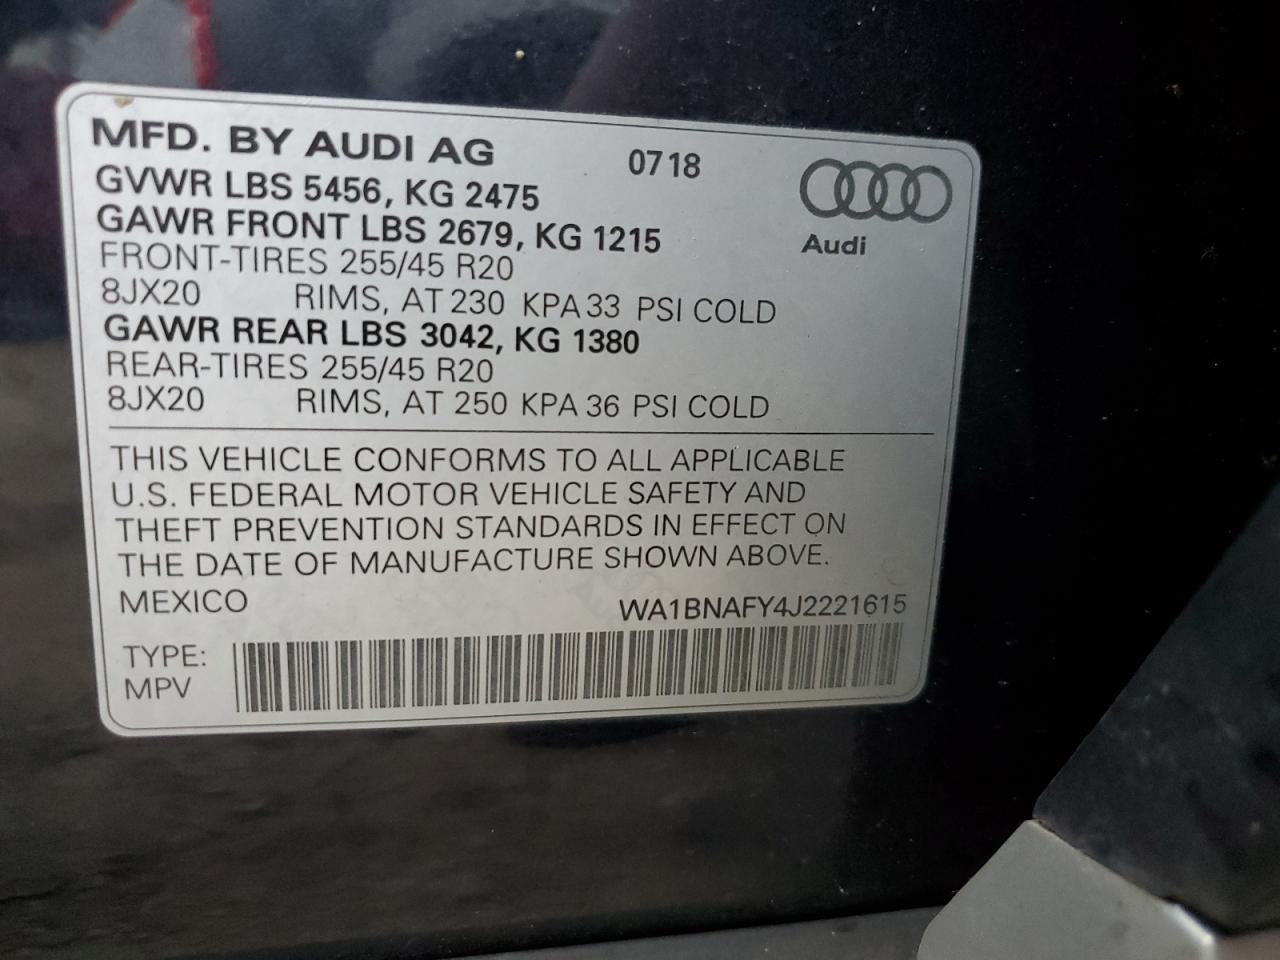 MFD. BY AUDI AG 0718
GVWR LBS 5456, KG 2475
GAWR FRONT LBS 2679, KG 1215
Audi
FRONT-TIRES 255/45 R20
8JX20 RIMS, AT 230 KPA 33 PSI COLD
GAWR REAR LBS 3042, KG 1380
REAR-TIRES 255/45 R20
8JX20 RIMS, AT 250 KPA 36 PSI COLD
THIS VEHICLE CONFORMS TO ALL APPLICABLE
U.S. FEDERAL MOTOR VEHICLE SAFETY AND
THEFT PREVENTION STANDARDS IN EFFECT ON
THE DATE OF MANUFACTURE SHOWN ABOVE.
MEXICO WA1BNAFY4J2221615
TYPE:
MPV